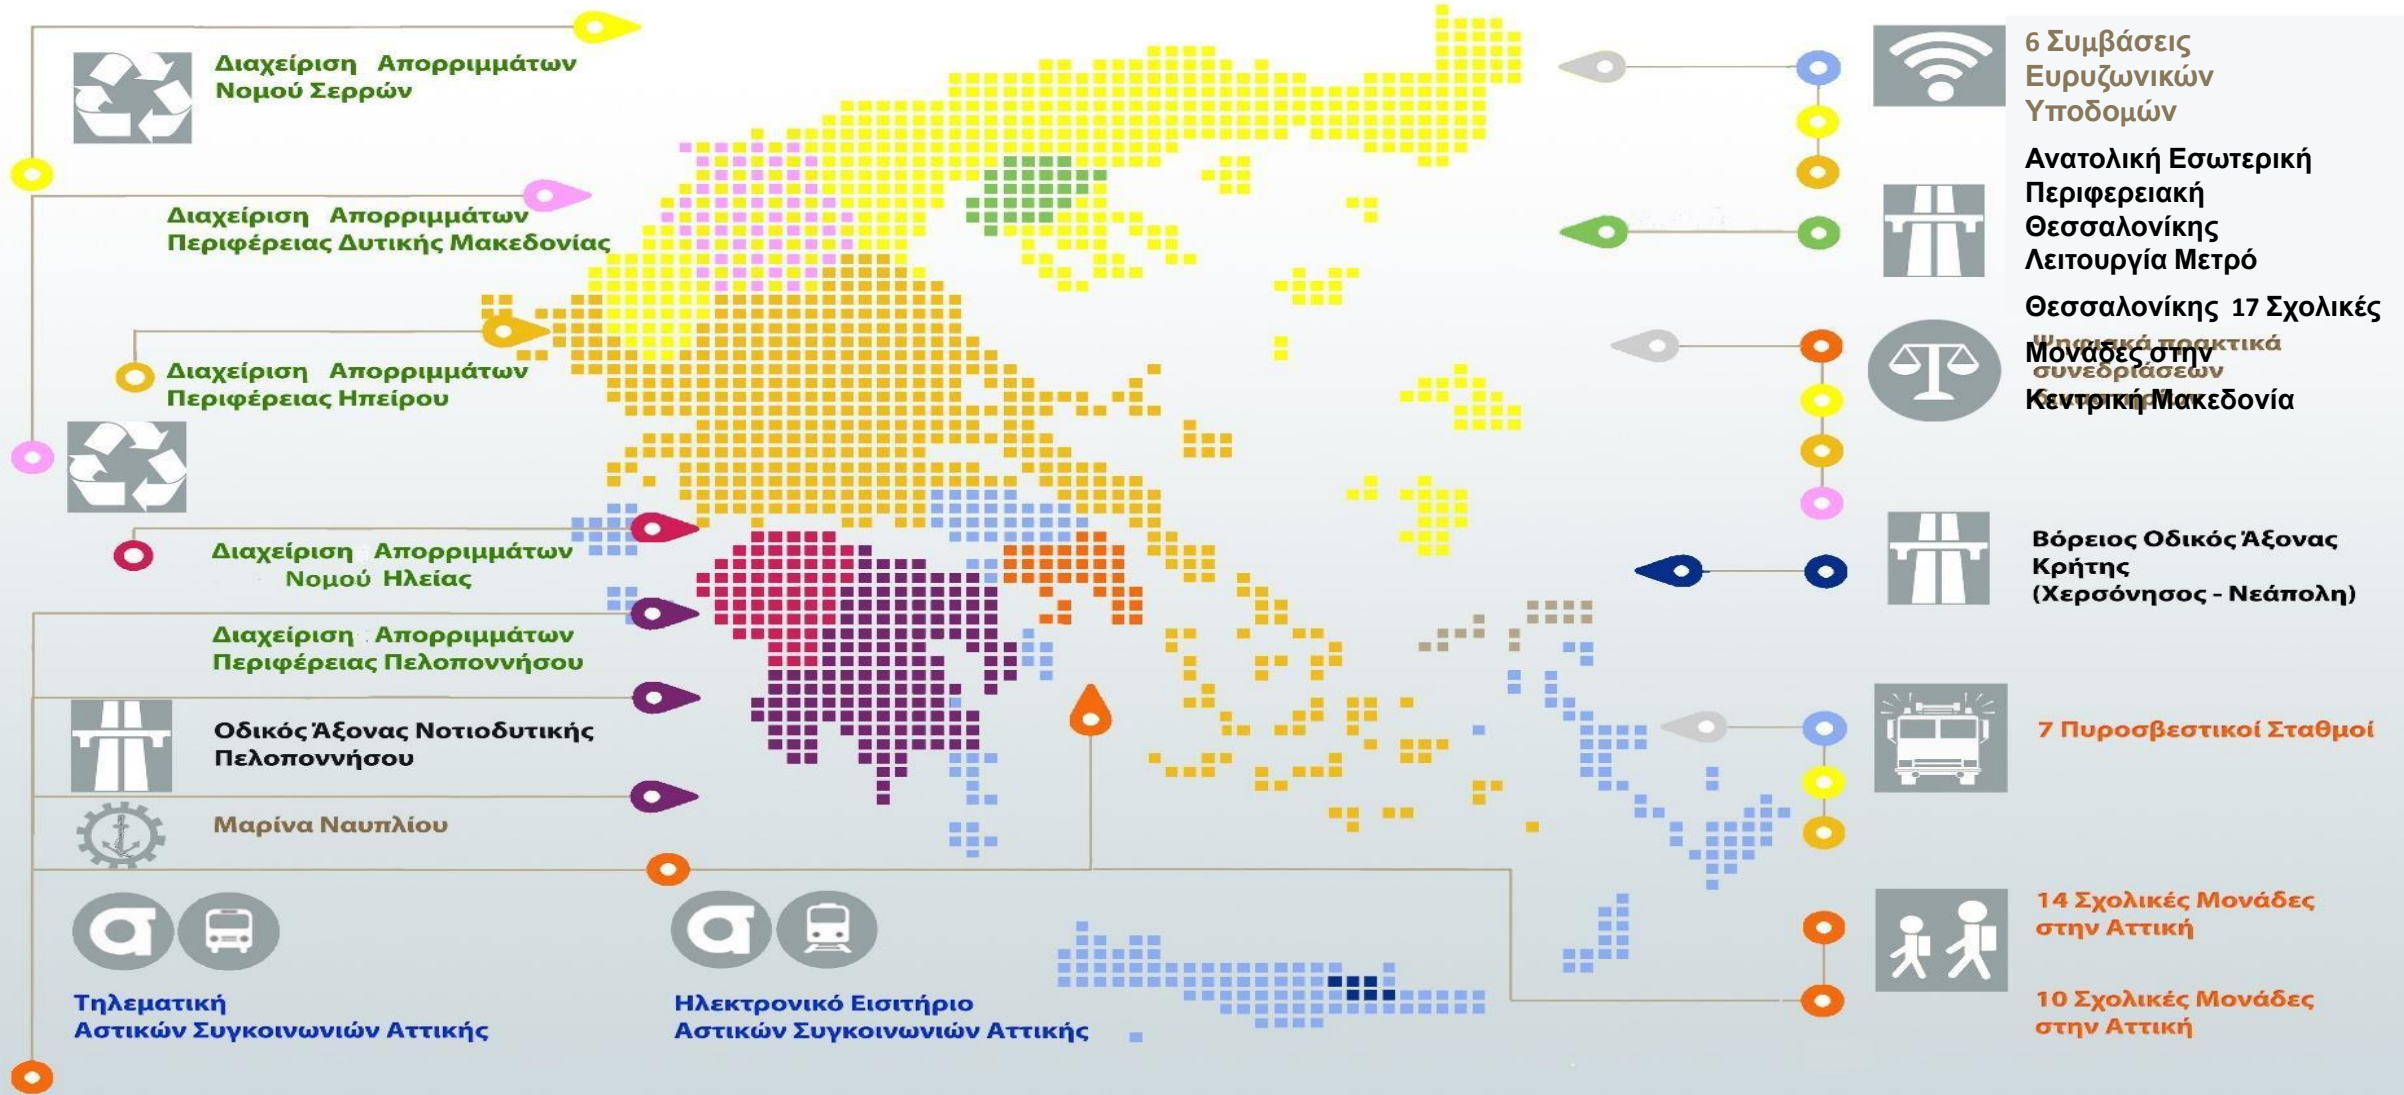 Διαχείριση Απορριμμάτων
Νομού Σερρών
Διαχείριση Απορριμμάτων
Περιφέρειας Δυτικής Μακεδονίας
Διαχείριση Απορριμμάτων
Περιφέρειας Ηπείρου
Διαχείριση Απορριμμάτων
Νομού Ηλείας
Διαχείριση Απορριμμάτων
Περιφέρειας Πελοποννήσου
Οδικός Άξονας Νοτιοδυτικής
Πελοποννήσου
Μαρίνα Ναυπλίου
Τηλεματική
Αστικών Συγκοινωνιών Αττικής
Ηλεκτρονικό Εισιτήριο
Αστικών Συγκοινωνιών Αττικής
6 Συμβάσεις
Ευρυζωνικών
Υποδομών
Ανατολική Εσωτερική
Περιφερειακή
Θεσσαλονίκης
Λειτουργία Μετρό
Θεσσαλονίκης 17 Σχολικές
Μονάδες στην
Κεντρική Μακεδονία
Ψηφιακά πρακτικά
συνεδριάσεων
Βόρειος Οδικός Άξονας
Κρήτης
(Χερσόνησος - Νεάπολη)
7 Πυροσβεστικοί Σταθμοί
14 Σχολικές Μονάδες
στην Αττική
10 Σχολικές Μονάδες
στην Αττική